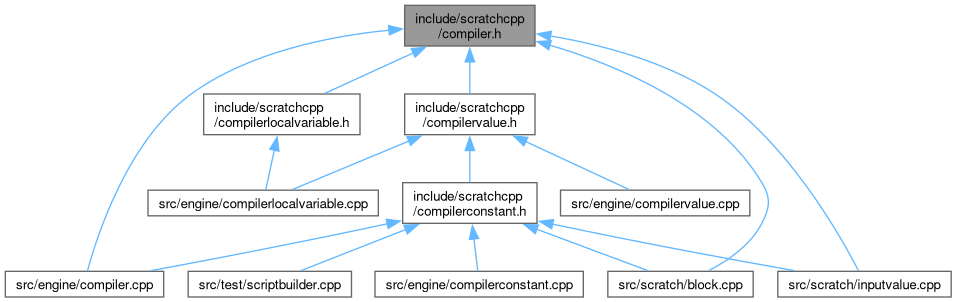 include/scratchcpp
/compiler.h
include/scratchcpp
/compilerlocalvariable.h
include/scratchcpp
/compilervalue.h
src/engine/compilerlocalvariable.cpp
include/scratchcpp
/compilerconstant.h
src/engine/compilervalue.cpp
src/engine/compiler.cpp
src/test/scriptbuilder.cpp
src/engine/compilerconstant.cpp
src/scratch/block.cpp
src/scratch/inputvalue.cpp